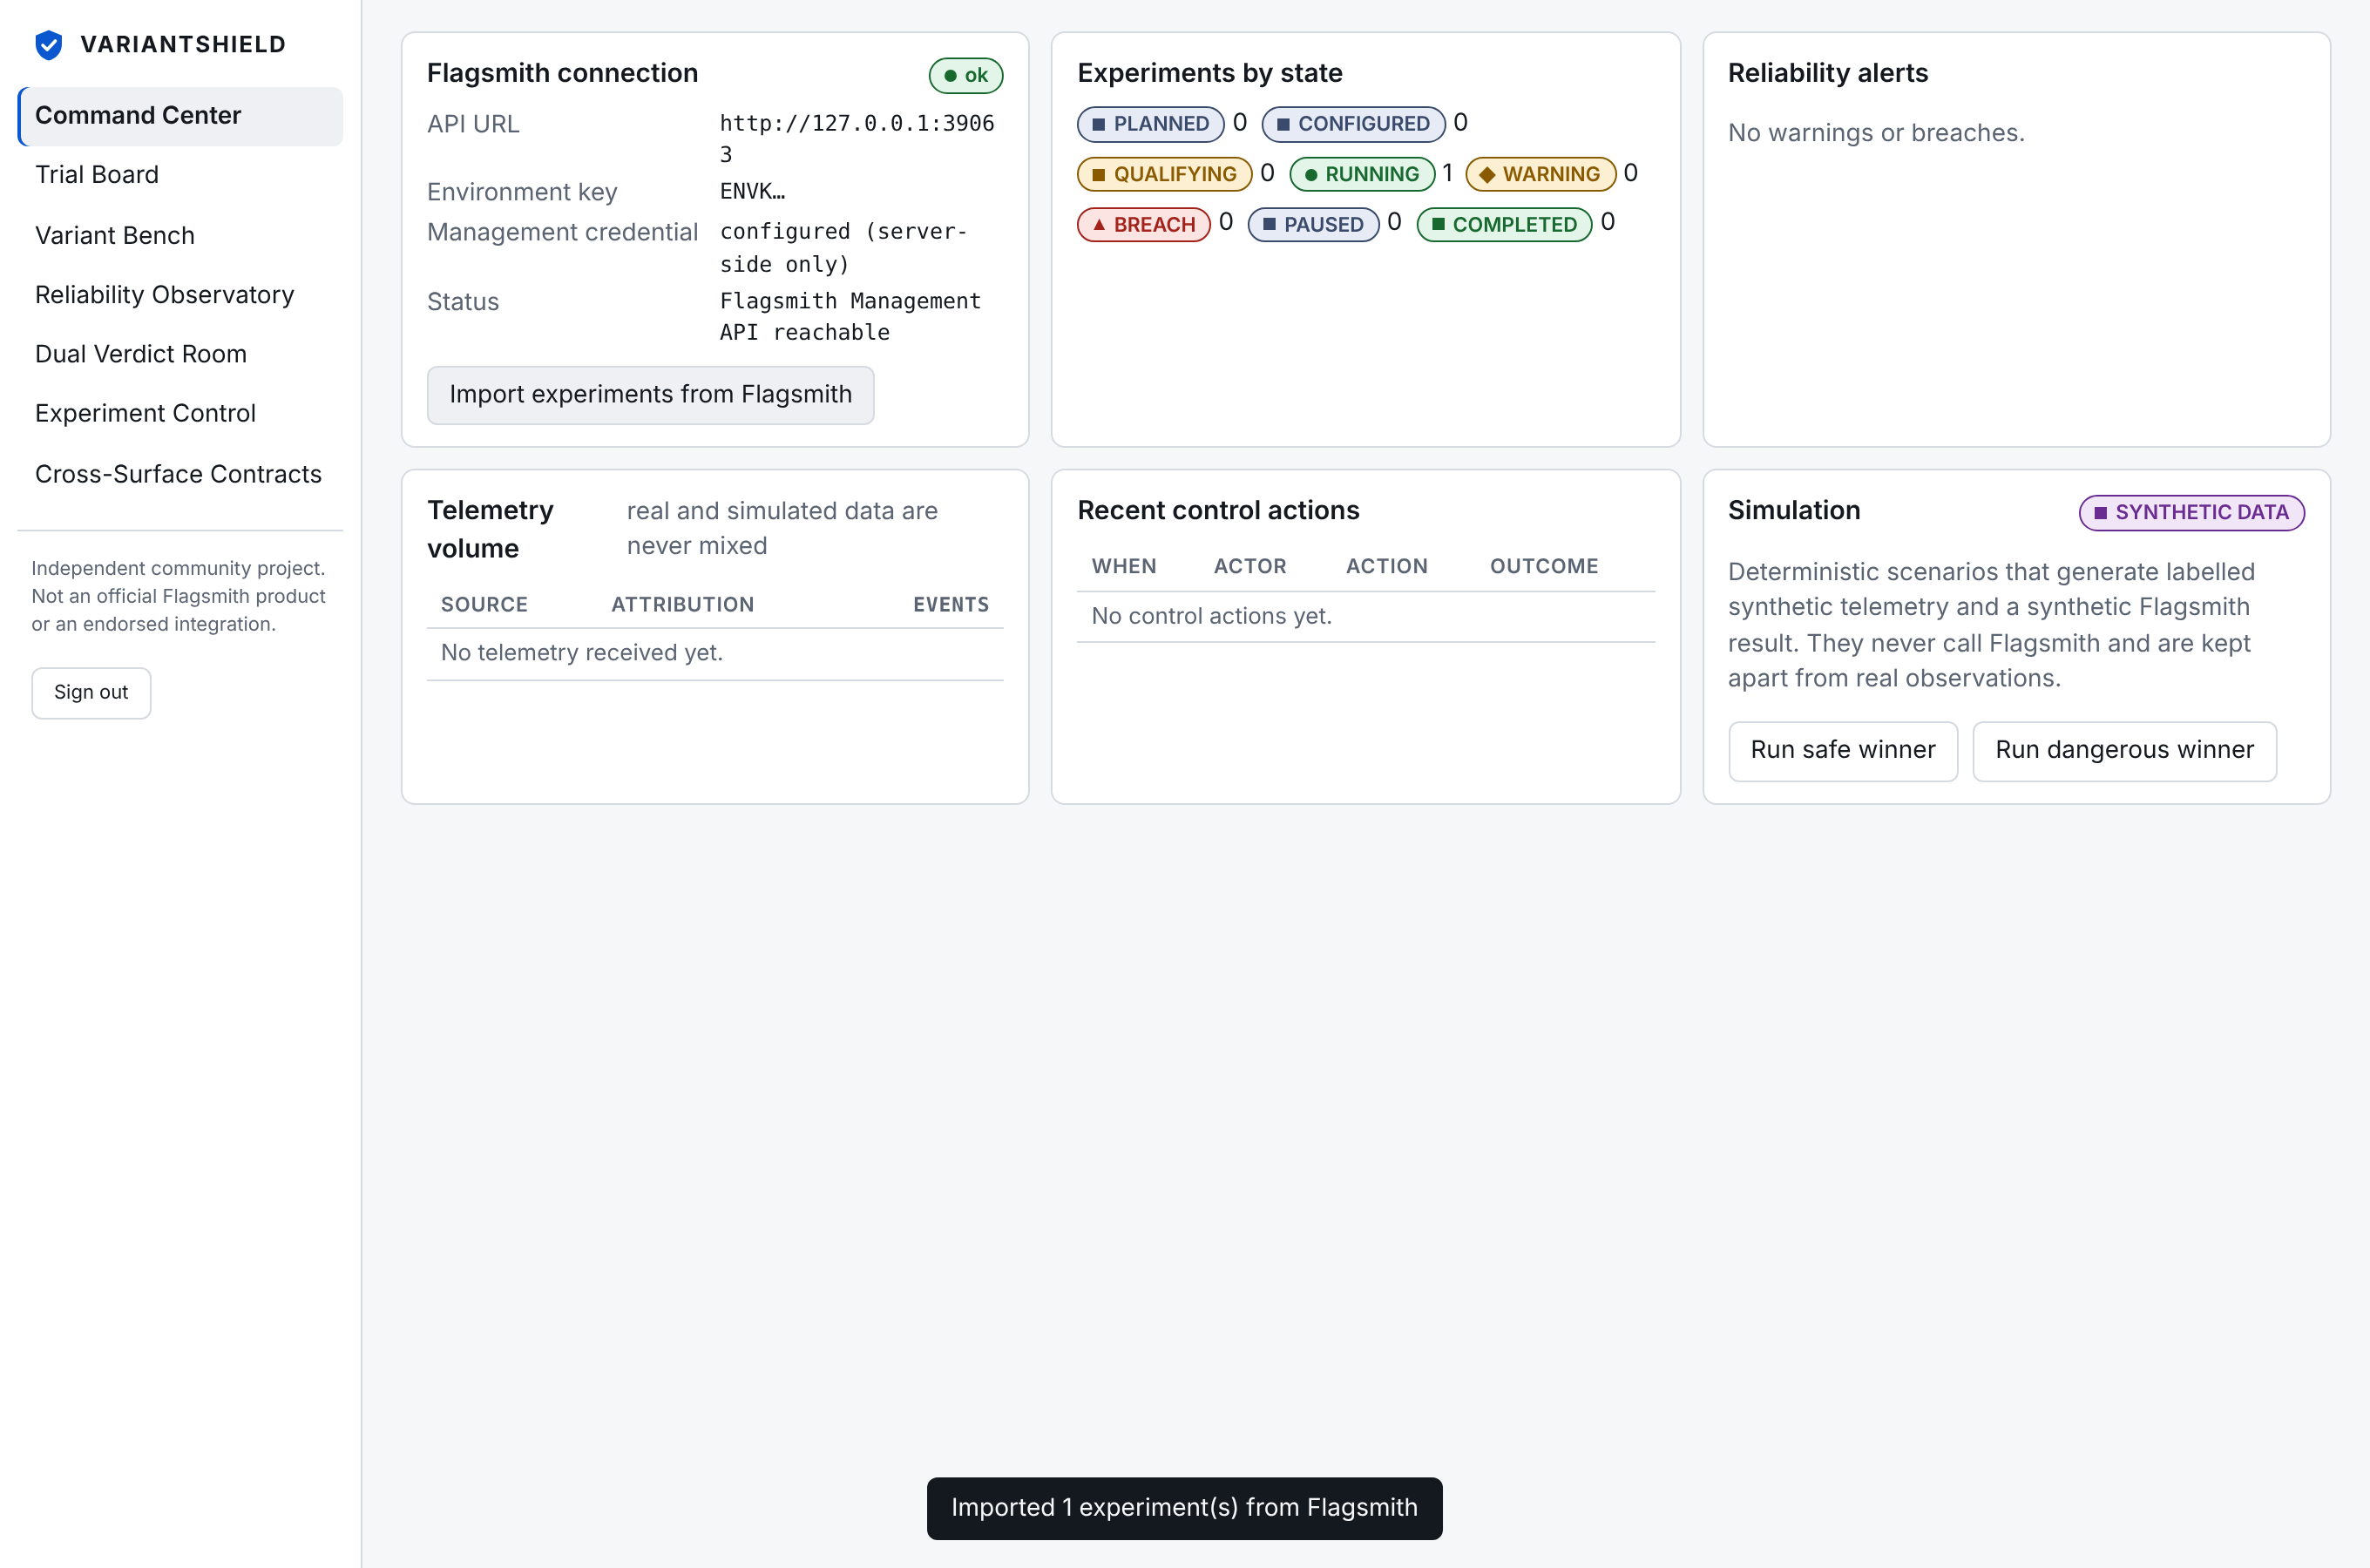 VARIANTSHIELD
Command Center
Trial Board
Variant Bench
Reliability Observatory
Dual Verdict Room
Experiment Control
Cross-Surface Contracts
Independent community project.
Not an official Flagsmith product
or an endorsed integration.
Sign out
Flagsmith connection
ok
API URL
http://127.0.0.1:3906
3
Environment key
ENVK…
Management credential
configured (server-
side only)
Status
Flagsmith Management
API reachable
Import experiments from Flagsmith
Experiments by state
PLANNED 0 CONFIGURED 0
QUALIFYING 0 RUNNING 1 WARNING 0
BREACH 0 PAUSED 0 COMPLETED 0
Reliability alerts
No warnings or breaches.
Telemetry
volume
real and simulated data are
never mixed
SOURCE ATTRIBUTION EVENTS
No telemetry received yet.
Recent control actions
WHEN ACTOR ACTION OUTCOME
No control actions yet.
Simulation
SYNTHETIC DATA
Deterministic scenarios that generate labelled
synthetic telemetry and a synthetic Flagsmith
result. They never call Flagsmith and are kept
apart from real observations.
Run safe winner
Run dangerous winner
Imported 1 experiment(s) from Flagsmith